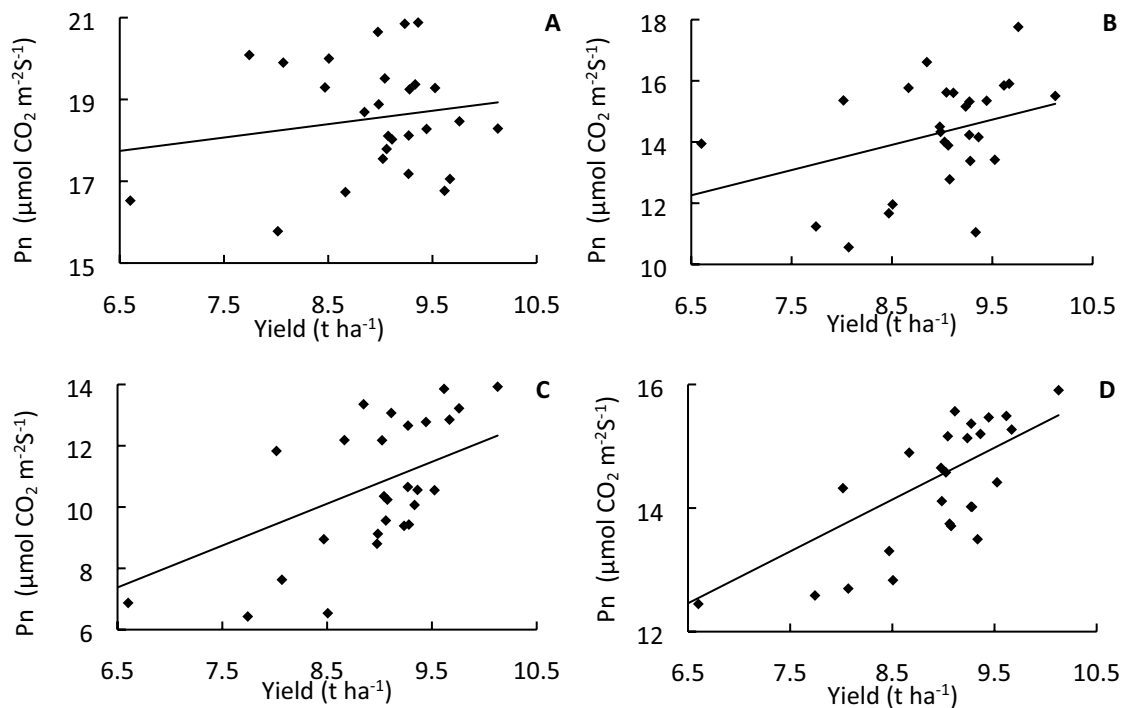 A
Pn (µmol CO₂ m⁻²S⁻¹)
21
19
17
15
6.5 7.5 8.5 9.5 10.5
Yield (t ha⁻¹)
B
Pn (µmol CO₂ m⁻²S⁻¹)
18
16
14
12
10
6.5 7.5 8.5 9.5 10.5
Yield (t ha⁻¹)
C
Pn (µmol CO₂ m⁻²S⁻¹)
14
12
10
8
6
6.5 7.5 8.5 9.5 10.5
Yield (t ha⁻¹)
D
Pn (µmol CO₂ m⁻²S⁻¹)
16
14
12
6.5 7.5 8.5 9.5 10.5
Yield (t ha⁻¹)